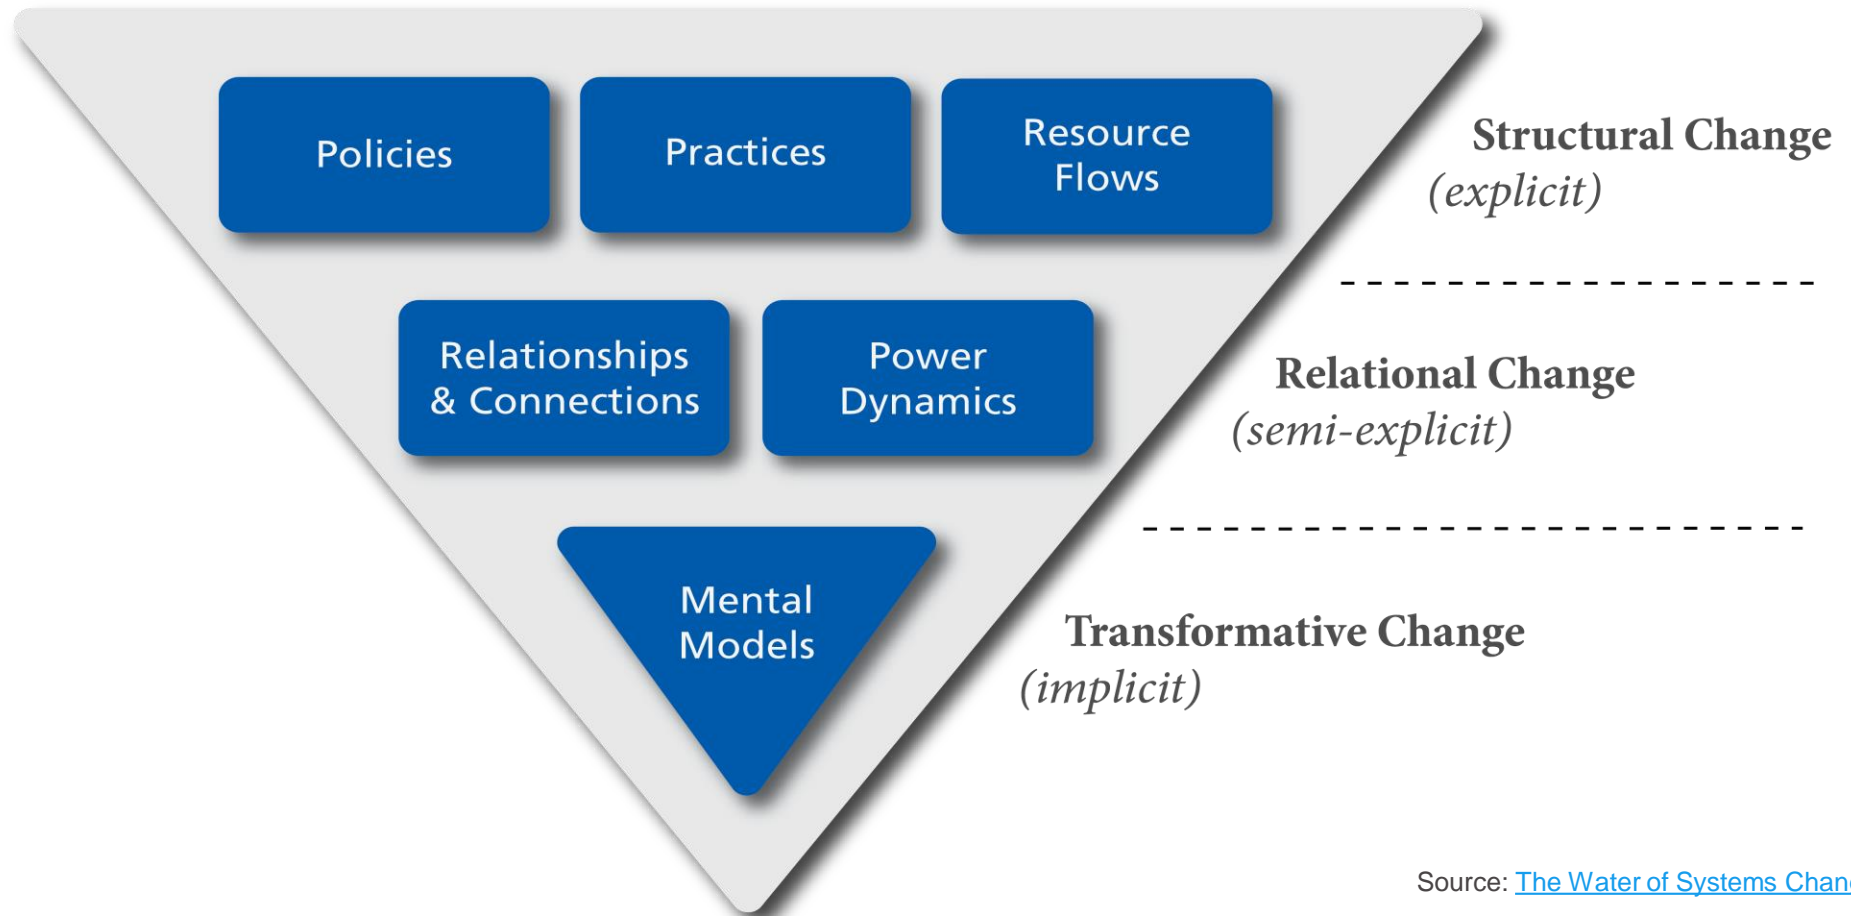 Policies
Practices
Resource
Flows
Structural Change
(explicit)
Relationships
& Connections
Power
Dynamics
Relational Change
(semi-explicit)
Mental
Models
Transformative Change
(implicit)
Source: The Water of Systems